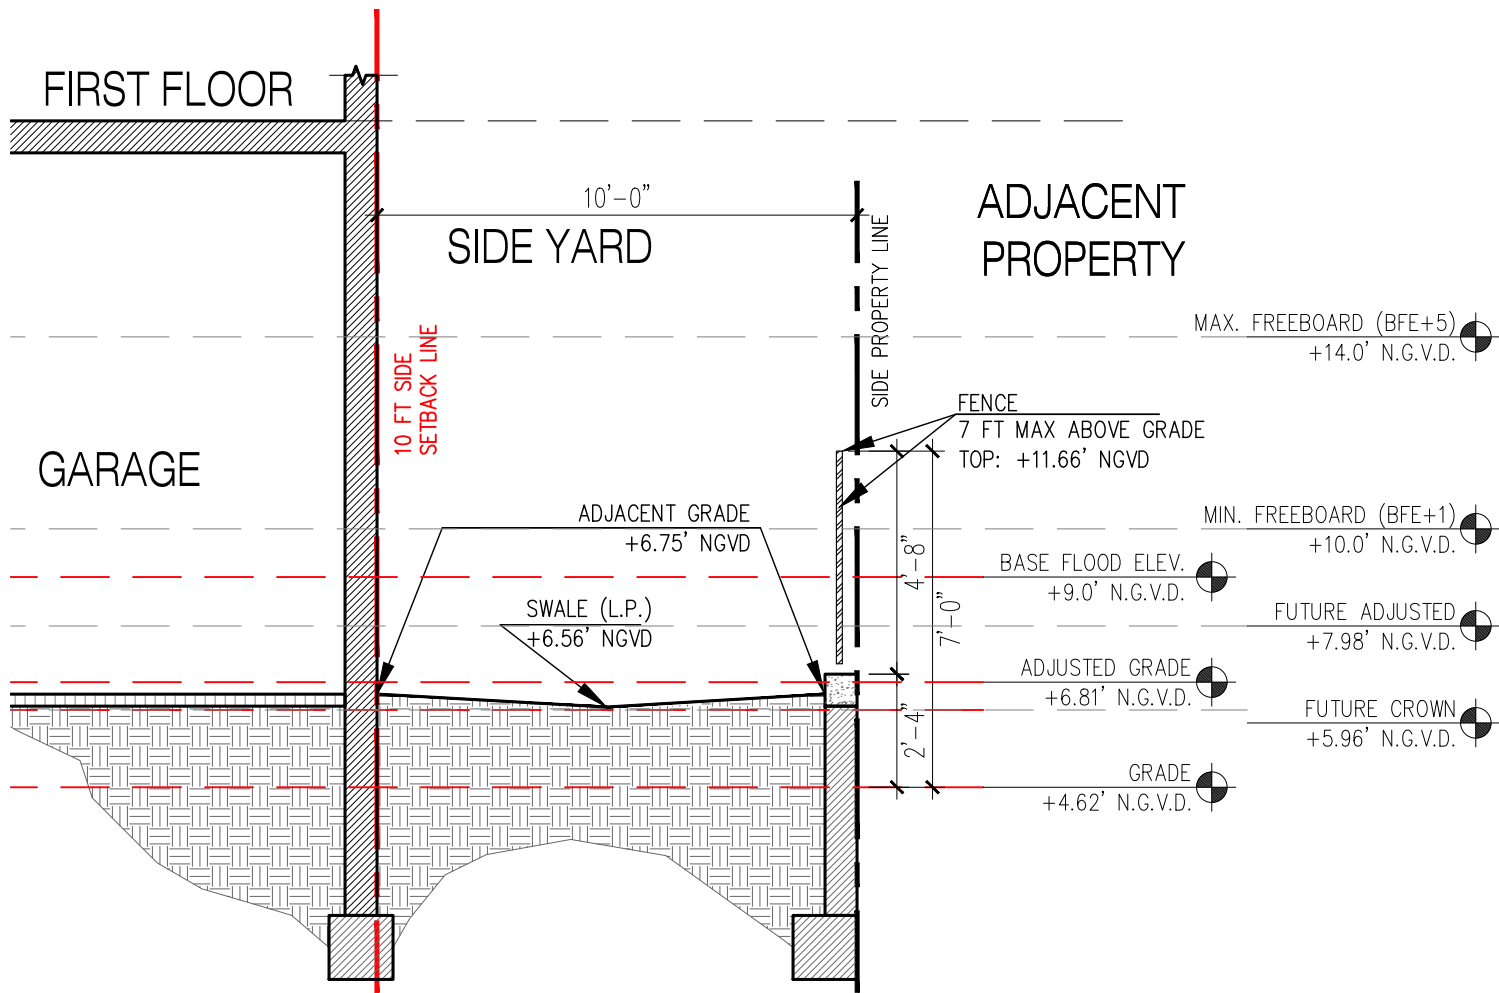 FIRST FLOOR
10'-0"
SIDE YARD
ADJACENT
PROPERTY
SIDE PROPERTY LINE
10 FT SIDE
SETBACK LINE
MAX. FREEBOARD (BFE+5)
+14.0' N.G.V.D.
FENCE
7 FT MAX ABOVE GRADE
TOP: +11.66' NGVD
GARAGE
ADJACENT GRADE
+6.75' NGVD
MIN. FREEBOARD (BFE+1)
+10.0' N.G.V.D.
4'-8"
BASE FLOOD ELEV.
+9.0' N.G.V.D.
7'-0"
SWALE (L.P.)
+6.56' NGVD
FUTURE ADJUSTED
+7.98' N.G.V.D.
ADJUSTED GRADE
+6.81' N.G.V.D.
2'-4"
FUTURE CROWN
+5.96' N.G.V.D.
GRADE
+4.62' N.G.V.D.